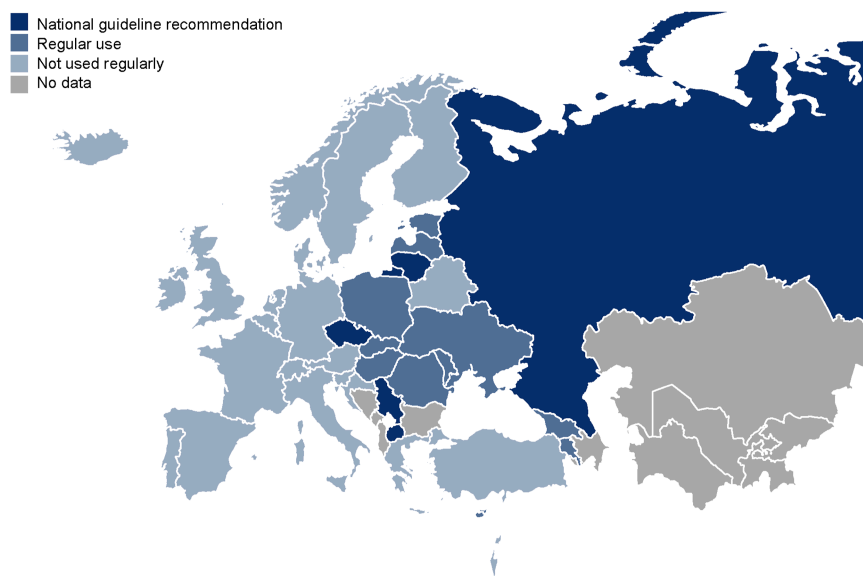 National guideline recommendation
Regular use
Not used regularly
No data